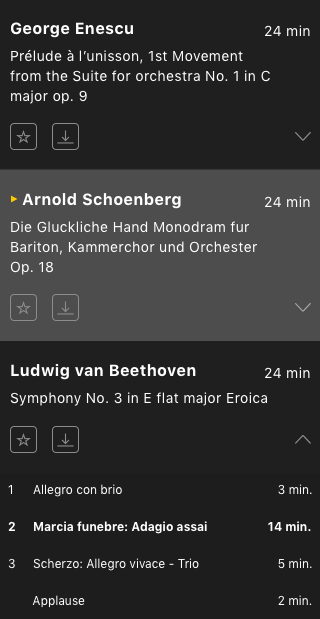 George Enescu 24 min
Prélude à l'unisson, 1st Movement
from the Suite for orchestra No. 1 in C
major op. 9
Arnold Schoenberg 24 min
Die Gluckliche Hand Monodram fur
Bariton, Kammerchor und Orchester
Op. 18
Ludwig van Beethoven 24 min
Symphony No. 3 in E flat major Eroica
1 Allegro con brio 3 min.
2 Marcia funebre: Adagio assai 14 min.
3 Scherzo: Allegro vivace - Trio 5 min.
Applause 2 min.